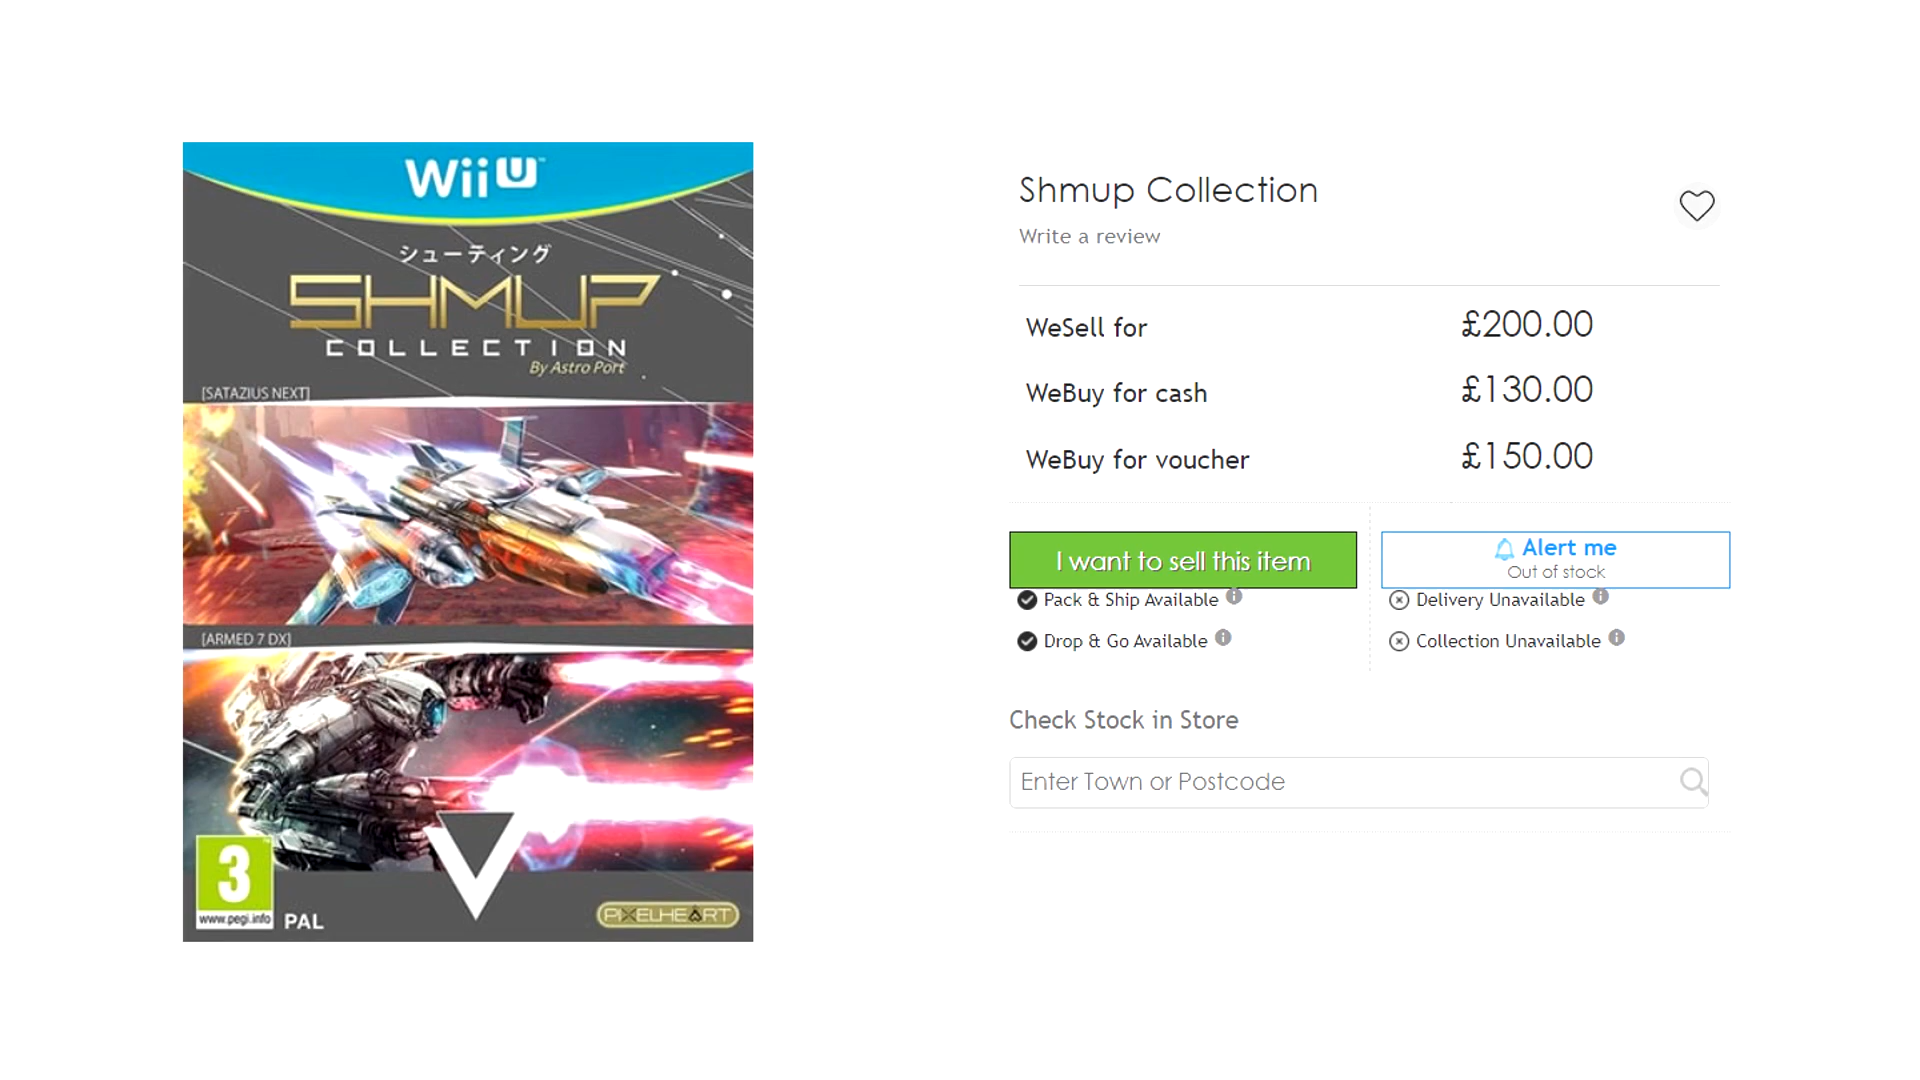 Wii U™
シューティング
SHMUP
COLLECTION
By Astro Port
[SATAZIUS NEXT]
[ARMED 7 DX]
3
www.pegi.info
PAL
PIXELHEART
Shmup Collection
Write a review
WeSell for £200.00
WeBuy for cash £130.00
WeBuy for voucher £150.00
I want to sell this item
Alert me
Out of stock
Pack & Ship Available
Delivery Unavailable
Drop & Go Available
Collection Unavailable
Check Stock in Store
Enter Town or Postcode